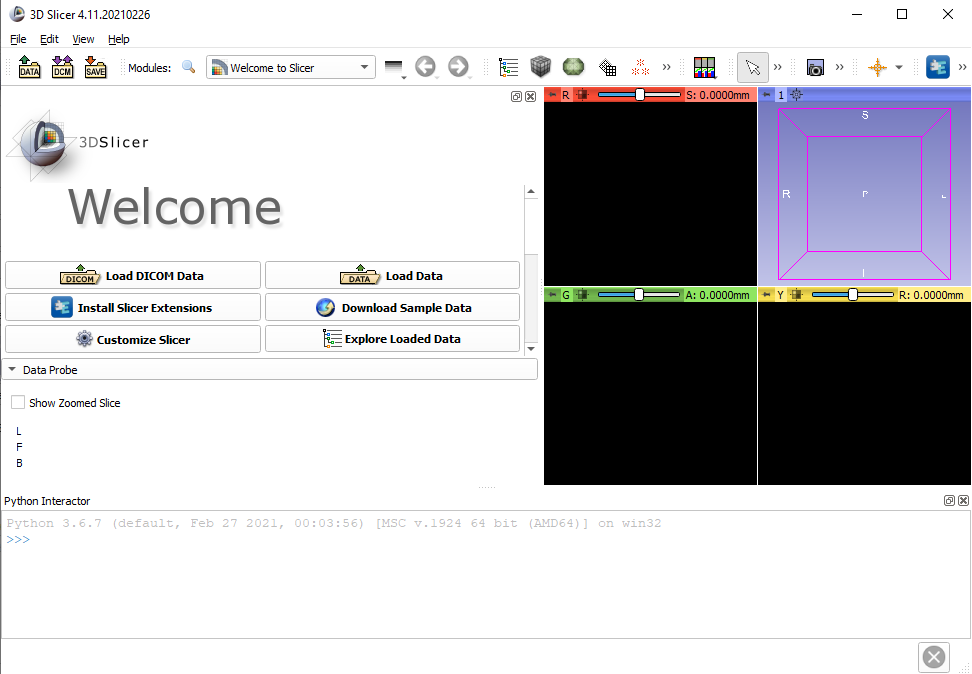 3D Slicer 4.11.20210226
File Edit View Help
DATA DCM SAVE Modules: Welcome to Slicer
R S: 0.0000mm 1
3DSlicer
Welcome
S
R P L
I
DICOM Load DICOM Data DATA Load Data
Install Slicer Extensions Download Sample Data
Customize Slicer Explore Loaded Data
G A: 0.0000mm Y R: 0.0000mm
Data Probe
Show Zoomed Slice
L
F
B
Python Interactor
Python 3.6.7 (default, Feb 27 2021, 00:03:56) [MSC v.1924 64 bit (AMD64)] on win32
>>>